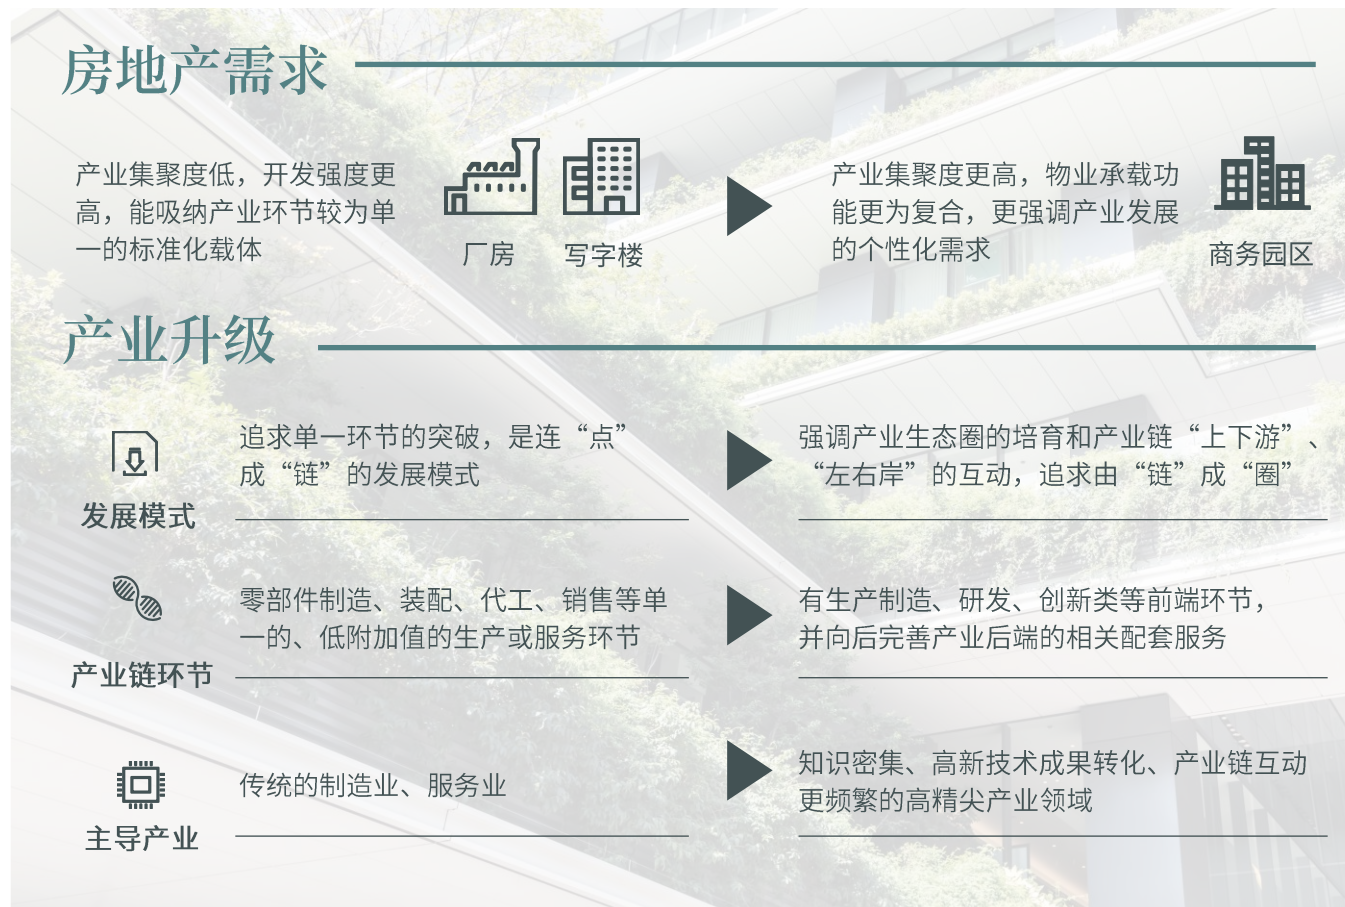 房地产需求
产业集聚度低，开发强度更
高，能吸纳产业环节较为单
一的标准化载体
厂房
写字楼
产业集聚度更高，物业承载功
能更为复合，更强调产业发展
的个性化需求
商务园区
产业升级
发展模式
追求单一环节的突破，是连“点”
成“链”的发展模式
强调产业生态圈的培育和产业链“上下游”、
“左右岸”的互动，追求由“链”成“圈”
产业链环节
零部件制造、装配、代工、销售等单
一的、低附加值的生产或服务环节
有生产制造、研发、创新类等前端环节，
并向后完善产业后端的相关配套服务
主导产业
传统的制造业、服务业
知识密集、高新技术成果转化、产业链互动
更频繁的高精尖产业领域